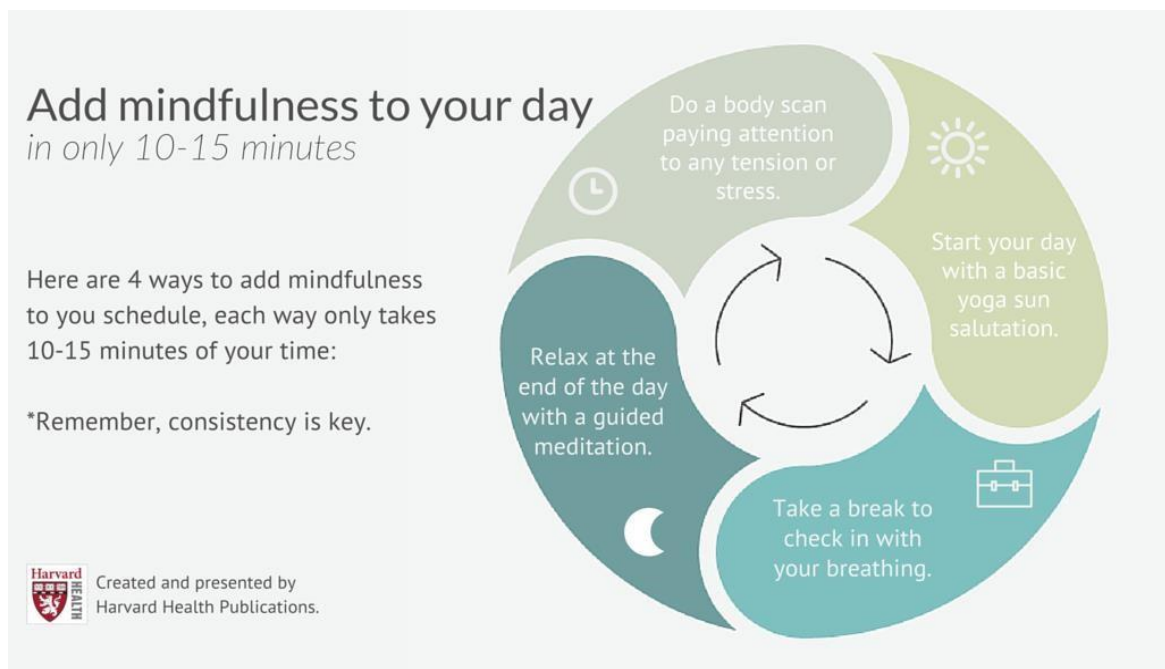 Add mindfulness to your day
in only 10-15 minutes
Here are 4 ways to add mindfulness
to you schedule, each way only takes
10-15 minutes of your time:
*Remember, consistency is key.
Do a body scan
paying attention
to any tension or
stress.
Start your day
with a basic
yoga sun
salutation.
Take a break to
check in with
your breathing.
Relax at the
end of the day
with a guided
meditation.
Harvard
HEALTH
Created and presented by
Harvard Health Publications.